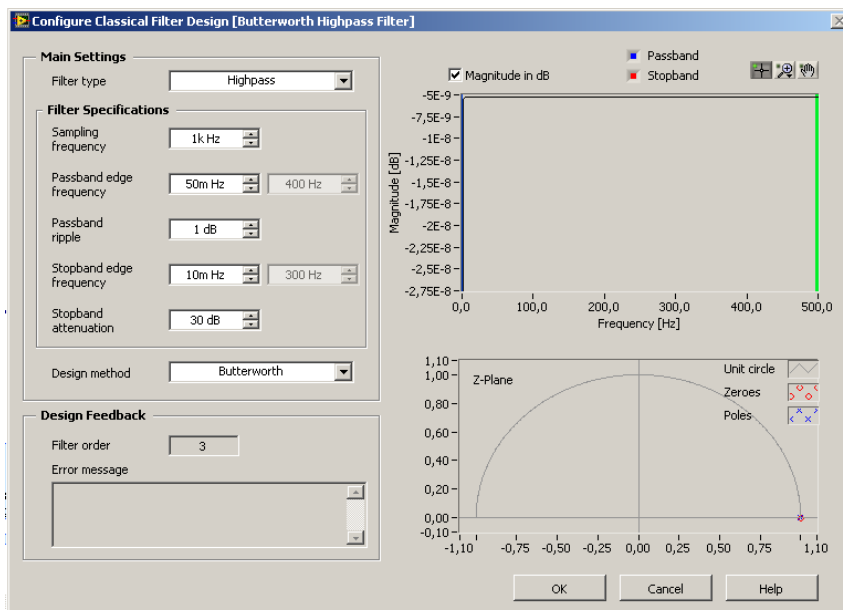 Configure Classical Filter Design [Butterworth Highpass Filter]
Main Settings
Filter type
Highpass
Filter Specifications
Sampling
frequency
1k Hz
Passband edge
frequency
50m Hz
400 Hz
Passband
ripple
1 dB
Stopband edge
frequency
10m Hz
300 Hz
Stopband
attenuation
30 dB
Design method
Butterworth
Design Feedback
Filter order
3
Error message
Magnitude in dB
Passband
Stopband
Magnitude [dB]
-5E-9
-7,5E-9
-1E-8
-1,25E-8
-1,5E-8
-1,75E-8
-2E-8
-2,25E-8
-2,5E-8
-2,75E-8
0,0
100,0
200,0
300,0
400,0
500,0
Frequency [Hz]
Z-Plane
Unit circle
Zeroes
Poles
1,10
1,00
0,80
0,60
0,40
0,20
0,00
-0,10
-1,10
-0,75
-0,50
-0,25
0,00
0,25
0,50
0,75
1,10
OK
Cancel
Help